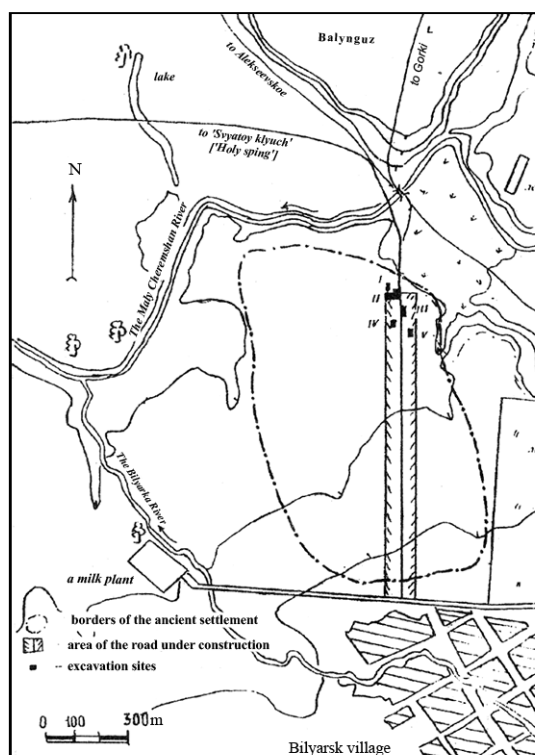 Balynguz
to Gorki
to Alekseevskoe
lake
to 'Svyatoy klyuch'
['Holy sping']
N
The Maly Cheremshan River
I
II
III
IV
V
The Bilyarka River
a milk plant
borders of the ancient settlement
area of the road under construction
excavation sites
0 100 300m
Bilyarsk village